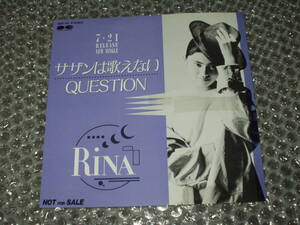 7・21
RELEASE
1ST SINGLE
サザンは歌えない
QUESTION
RINA
NOT FOR SALE